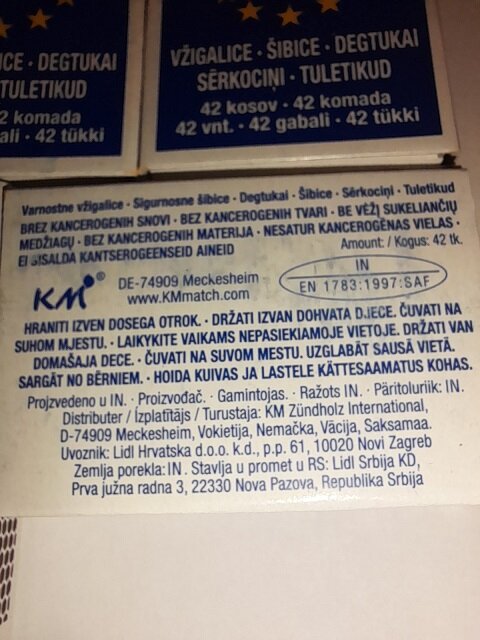 ICE · DEGTUKAI
TULETIKUD
2 komada
ali · 42 tükki
VŽIGALICE · ŠIBICE · DEGTUKAI
SĒRKOCIŅI · TULETIKUD
42 kosov · 42 komada
42 vnt. · 42 gabali · 42 tükki
Varnostne vžigalice · Sigurnosne šibice · Degtukai · Šibice · Sērkociņi · Tuletikud
BREZ KANCEROGENIH SNOVI · BEZ KANCEROGENIH TVARI · BE VĖŽĮ SUKELIANČIŲ
MEDŽIAGŲ · BEZ KANCEROGENIH MATERIJA · NESATUR KANCEROGĒNAS VIELAS ·
EI SISALDA KANTSEROGEENSEID AINEID
Amount: / Kogus: 42 tk.
KM®
DE-74909 Meckesheim
www.KMmatch.com
IN
EN 1783:1997:SAF
HRANITI IZVEN DOSEGA OTROK. · DRŽATI IZVAN DOHVATA DJECE. ČUVATI NA
SUHOM MJESTU. · LAIKYKITE VAIKAMS NEPASIEKIAMOJE VIETOJE. DRŽATI VAN
DOMAŠAJA DECE. · ČUVATI NA SUVOM MESTU. UZGLABĀT SAUSĀ VIETĀ.
SARGĀT NO BĒRNIEM. · HOIDA KUIVAS JA LASTELE KÄTTESAAMATUS KOHAS.
Projzvedeno u IN. · Proizvođač. · Gamintojas. · Ražots IN. · Päritoluriik: IN.
Distributer / Izplatītājs / Turustaja: KM Zündholz International,
D-74909 Meckesheim, Vokietija, Nemačka, Vācija, Saksamaa.
Uvoznik: Lidl Hrvatska d.o.o. k.d., p.p. 61, 10020 Novi Zagreb
Zemlja porekla: IN. Stavlja u promet u RS: Lidl Srbija KD,
Prva južna radna 3, 22330 Nova Pazova, Republika Srbija